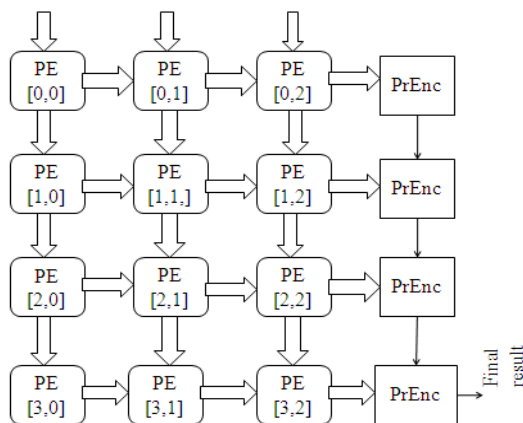 PE
[0,0]
PE
[0,1]
PE
[0,2]
PrEnc
PE
[1,0]
PE
[1,1,]
PE
[1,2]
PrEnc
PE
[2,0]
PE
[2,1]
PE
[2,2]
PrEnc
PE
[3,0]
PE
[3,1]
PE
[3,2]
PrEnc
Final
result